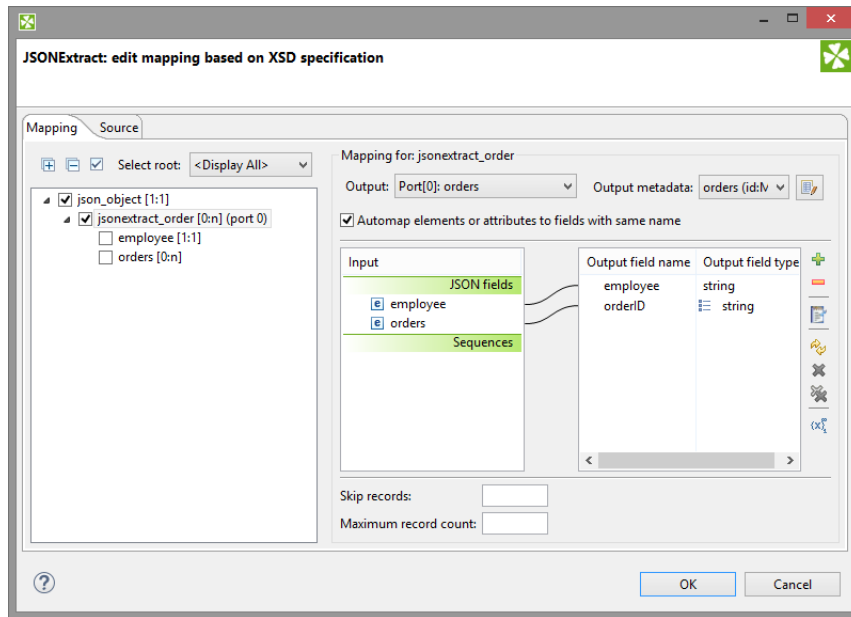 JSONExtract: edit mapping based on XSD specification
Mapping
Source
Select root:
<Display All>
json_object [1:1]
jsonextract_order [0:n] (port 0)
employee [1:1]
orders [0:n]
Mapping for: jsonextract_order
Output:
Port[0]: orders
Output metadata:
orders (id:M
Automap elements or attributes to fields with same name
Input
JSON fields
e employee
e orders
Sequences
Output field name
Output field type
employee
string
orderID
string
Skip records:
Maximum record count:
OK
Cancel